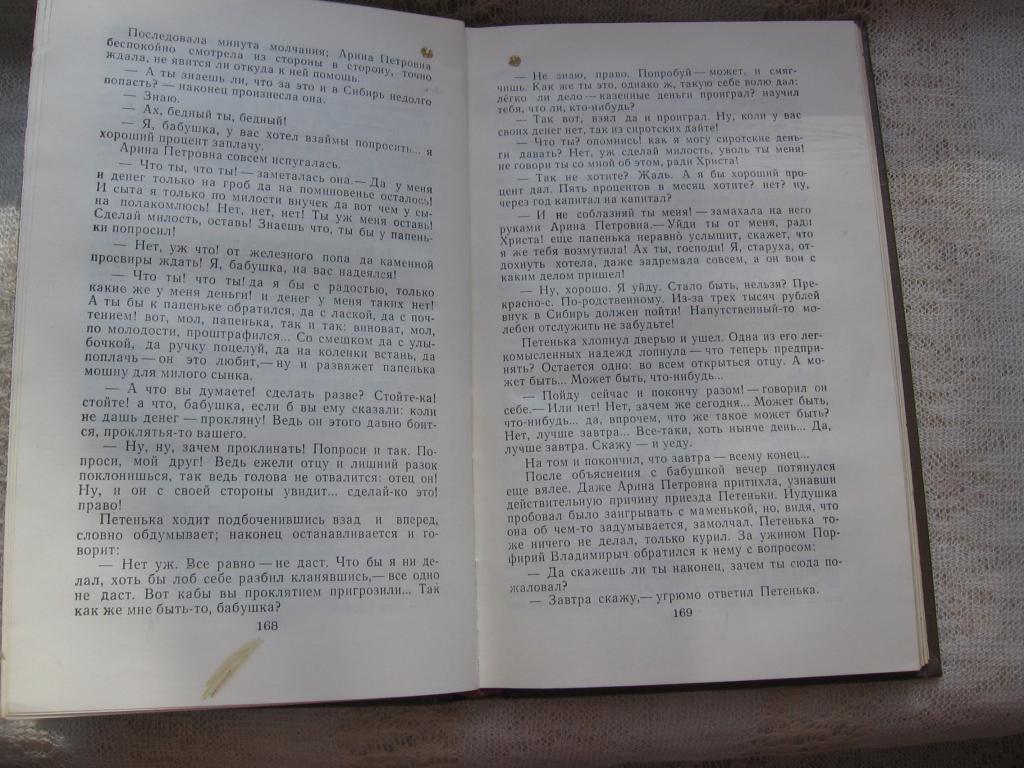 Последовала минута молчания; Арина Петровна
беспокойно смотрела из стороны в сторону, точно
ждала, не явится ли откуда к ней помощь.
— А ты знаешь ли, что за это и в Сибирь недолго
попасть? — наконец произнесла она.
— Знаю.
— Ах, бедный ты, бедный!
— Я, бабушка, у вас хотел взаймы попросить... я
хороший процент заплачу.
Арина Петровна совсем испугалась.
— Что ты, что ты! — заметалась она.— Да у меня
и денег только на гроб да на поминовенье осталось!
И сыта я только по милости внучек да вот чем у сы-
на полакомлюсь! Нет, нет, нет! Ты уж меня оставь!
Сделай милость, оставь! Знаешь что, ты бы у папень-
ки попросил!
— Нет, уж что! от железного попа да каменной
просвиры ждать! Я, бабушка, на вас надеялся!
— Что ты! что ты! да я бы с радостью, только
какие же у меня деньги! и денег у меня таких нет!
А ты бы к папеньке обратился, да с лаской, да с поч-
тением! вот, мол, папенька, так и так: виноват, мол,
по молодости, проштрафился... Со смешком да с улы-
бочкой, да ручку поцелуй, да на коленки встань, да
поплачь — он это любит,— ну и развяжет папенька
мошну для милого сынка.
— А что вы думаете! сделать разве? Стойте-ка!
стойте! а что, бабушка, если б вы ему сказали: коли
не дашь денег — прокляну! Ведь он этого давно боит-
ся, проклятья-то вашего.
— Ну, ну, зачем проклинать! Попроси и так. По-
проси, мой друг! Ведь ежели отцу и лишний разок
поклонишься, так ведь голова не отвалится: отец он!
Ну, и он с своей стороны увидит... сделай-ко это!
право!
Петенька ходит подбоченившись взад и вперед,
словно обдумывает; наконец останавливается и го-
ворит:
— Нет уж. Все равно — не даст. Что бы я ни де-
лал, хоть бы лоб себе разбил кланявшись,— все одно
не даст. Вот кабы вы проклятием пригрозили... Так
как же мне быть-то, бабушка?
168
— Не знаю, право. Попробуй — может, и смяг-
чишь. Как же ты это, однако ж, такую себе волю дал:
лёгко ли дело — казенные деньги проиграл? научил
тебя, что ли, кто-нибудь?
— Так вот, взял да и проиграл. Ну, коли у вас
своих денег нет, так из сиротских дайте!
— Что ты? опомнись! как я могу сиротские день-
ги давать? Нет, уж сделай милость, уволь ты меня!
не говори ты со мной об этом, ради Христа!
— Так не хотите? Жаль. А я бы хороший про-
цент дал. Пять процентов в месяц хотите? нет? ну,
через год капитал на капитал?
— И не соблазняй ты меня! — замахала на него
руками Арина Петровна.— Уйди ты от меня, ради
Христа! еще папенька неравнó услышит, скажет, что
я же тебя возмутила! Ах ты, господи! Я, старуха, от-
дохнуть хотела, даже задремала совсем, а он вон с
каким делом пришел!
— Ну, хорошо. Я уйду. Стало быть, нельзя? Пре-
красно-с. По-родственному. Из-за трех тысяч рублей
внук в Сибирь должен пойти! Напутственный-то мо-
лебен отслужить не забудьте!
Петенька хлопнул дверью и ушел. Одна из его лег-
комысленных надежд лопнула — что теперь предпри-
нять? Остается одно: во всем открыться отцу. А мо-
жет быть... Может быть, что-нибудь...
— Пойду сейчас и покончу разом! — говорил он
себе.— Или нет! Нет, зачем же сегодня... Может быть,
что-нибудь... да, впрочем, что же такое может быть?
Нет, лучше завтра... Все-таки, хоть нынче день... Да,
лучше завтра. Скажу — и уеду.
На том и покончил, что завтра — всему конец...
После объяснения с бабушкой вечер потянулся
еще вялее. Даже Арина Петровна притихла, узнавши
действительную причину приезда Петеньки. Иудушка
пробовал было заигрывать с маменькой, но, видя, что
она об чем-то задумывается, замолчал. Петенька то-
же ничего не делал, только курил. За ужином Пор-
фирий Владимирыч обратился к нему с вопросом:
— Да скажешь ли ты наконец, зачем ты сюда по-
жаловал?
— Завтра скажу,— угрюмо ответил Петенька.
169